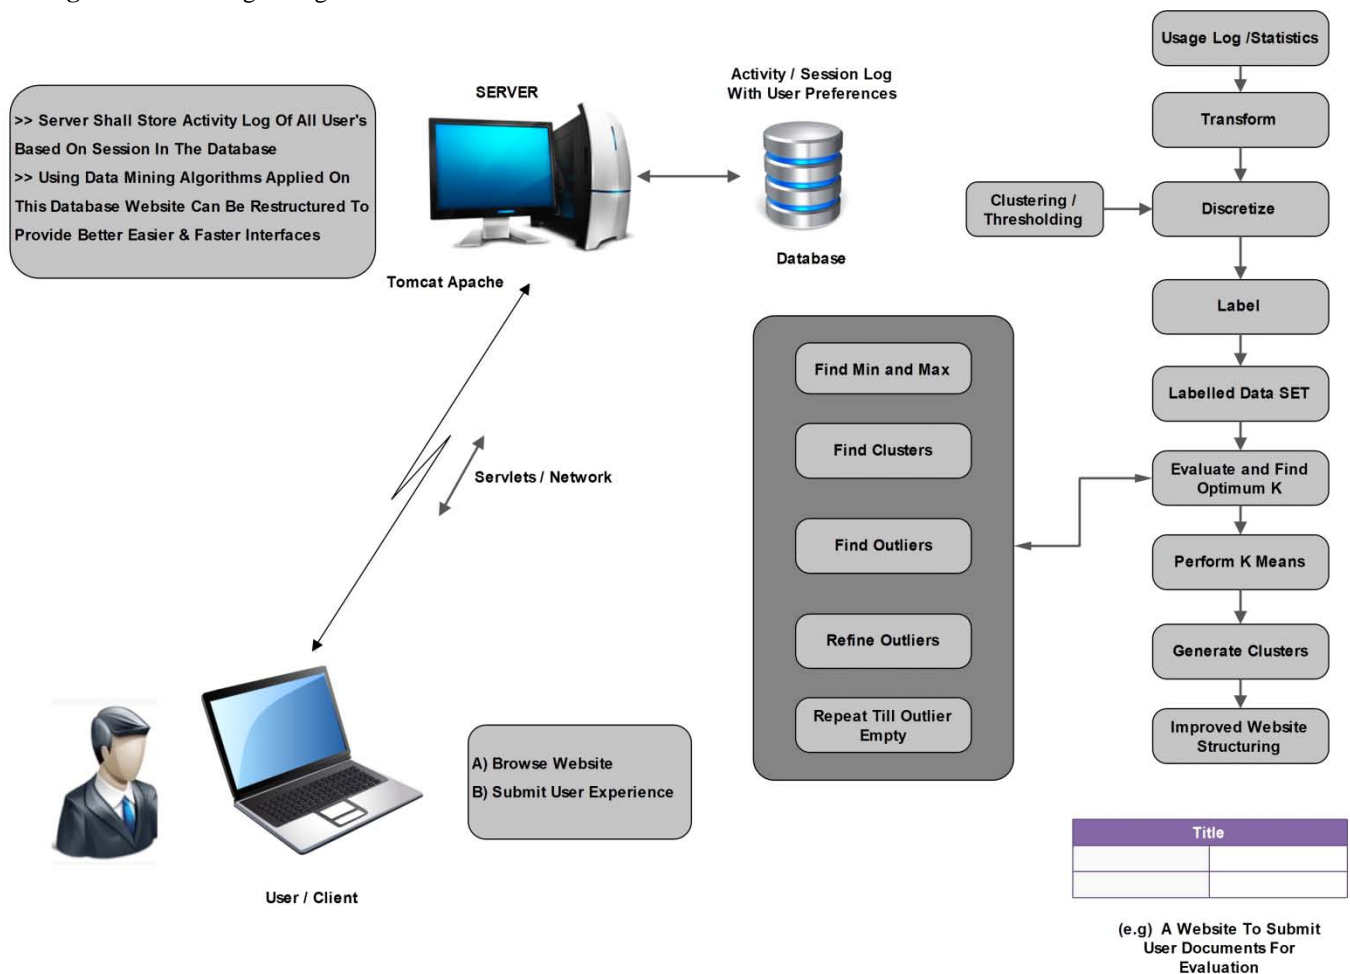 >> Server Shall Store Activity Log Of All User's
Based On Session In The Database
>> Using Data Mining Algorithms Applied On
This Database Website Can Be Restructured To
Provide Better Easier & Faster Interfaces
SERVER
Tomcat Apache
Activity / Session Log
With User Preferences
Database
Servlets / Network
A) Browse Website
B) Submit User Experience
User / Client
Find Min and Max
Find Clusters
Find Outliers
Refine Outliers
Repeat Till Outlier
Empty
Usage Log /Statistics
Transform
Clustering /
Thresholding
Discretize
Label
Labelled Data SET
Evaluate and Find
Optimum K
Perform K Means
Generate Clusters
Improved Website
Structuring
Title
(e.g) A Website To Submit
User Documents For
Evaluation